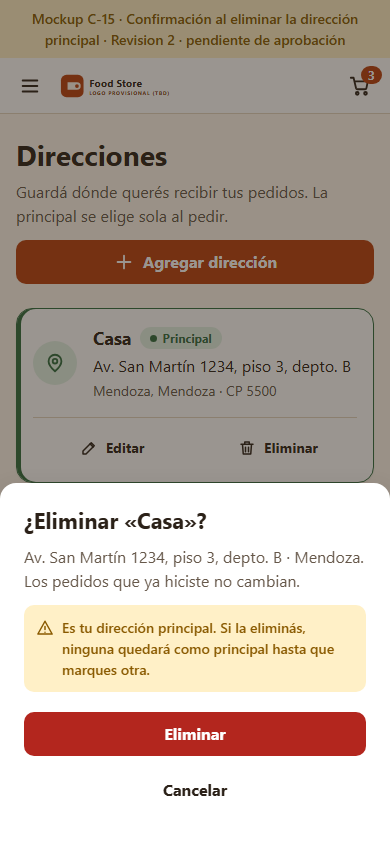 Mockup C-15 · Confirmación al eliminar la dirección
principal · Revision 2 · pendiente de aprobación
Food Store
LOGO PROVISIONAL (TBD)
3
Direcciones
Guardá dónde querés recibir tus pedidos. La
principal se elige sola al pedir.
Agregar dirección
Casa
Principal
Av. San Martín 1234, piso 3, depto. B
Mendoza, Mendoza · CP 5500
Editar
Eliminar
¿Eliminar «Casa»?
Av. San Martín 1234, piso 3, depto. B · Mendoza.
Los pedidos que ya hiciste no cambian.
Es tu dirección principal. Si la eliminás,
ninguna quedará como principal hasta que
marques otra.
Eliminar
Cancelar